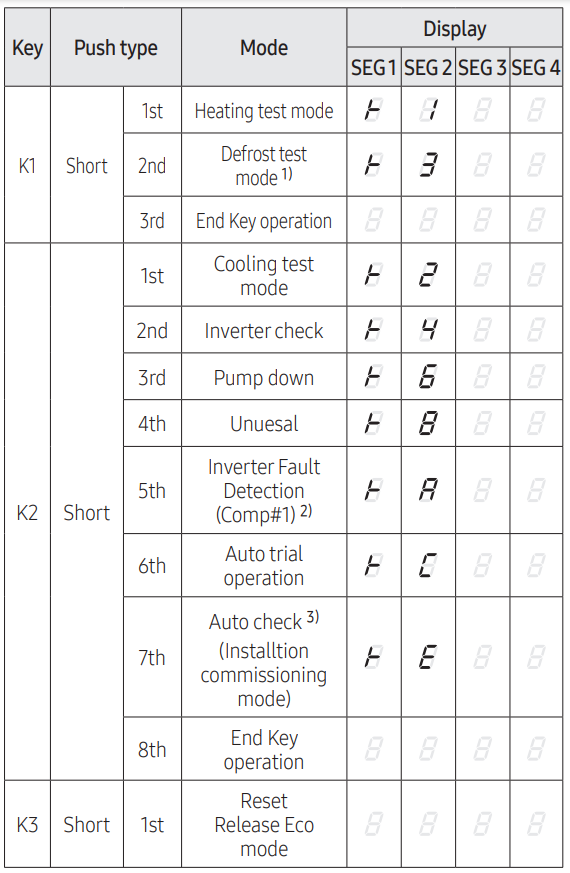 Key Push type Mode Display
SEG 1 SEG 2 SEG 3 SEG 4
K1 Short 1st Heating test mode ⊦ 1
2nd Defrost test
mode 1) ⊦ 3
3rd End Key operation
K2 Short 1st Cooling test
mode ⊦ 2
2nd Inverter check ⊦ 4
3rd Pump down ⊦ 6
4th Unuesal ⊦ 8
5th Inverter Fault
Detection
(Comp#1) 2) ⊦ A
6th Auto trial
operation ⊦ C
7th Auto check 3)
(Installtion
commissioning
mode) ⊦ E
8th End Key
operation
K3 Short 1st Reset
Release Eco
mode